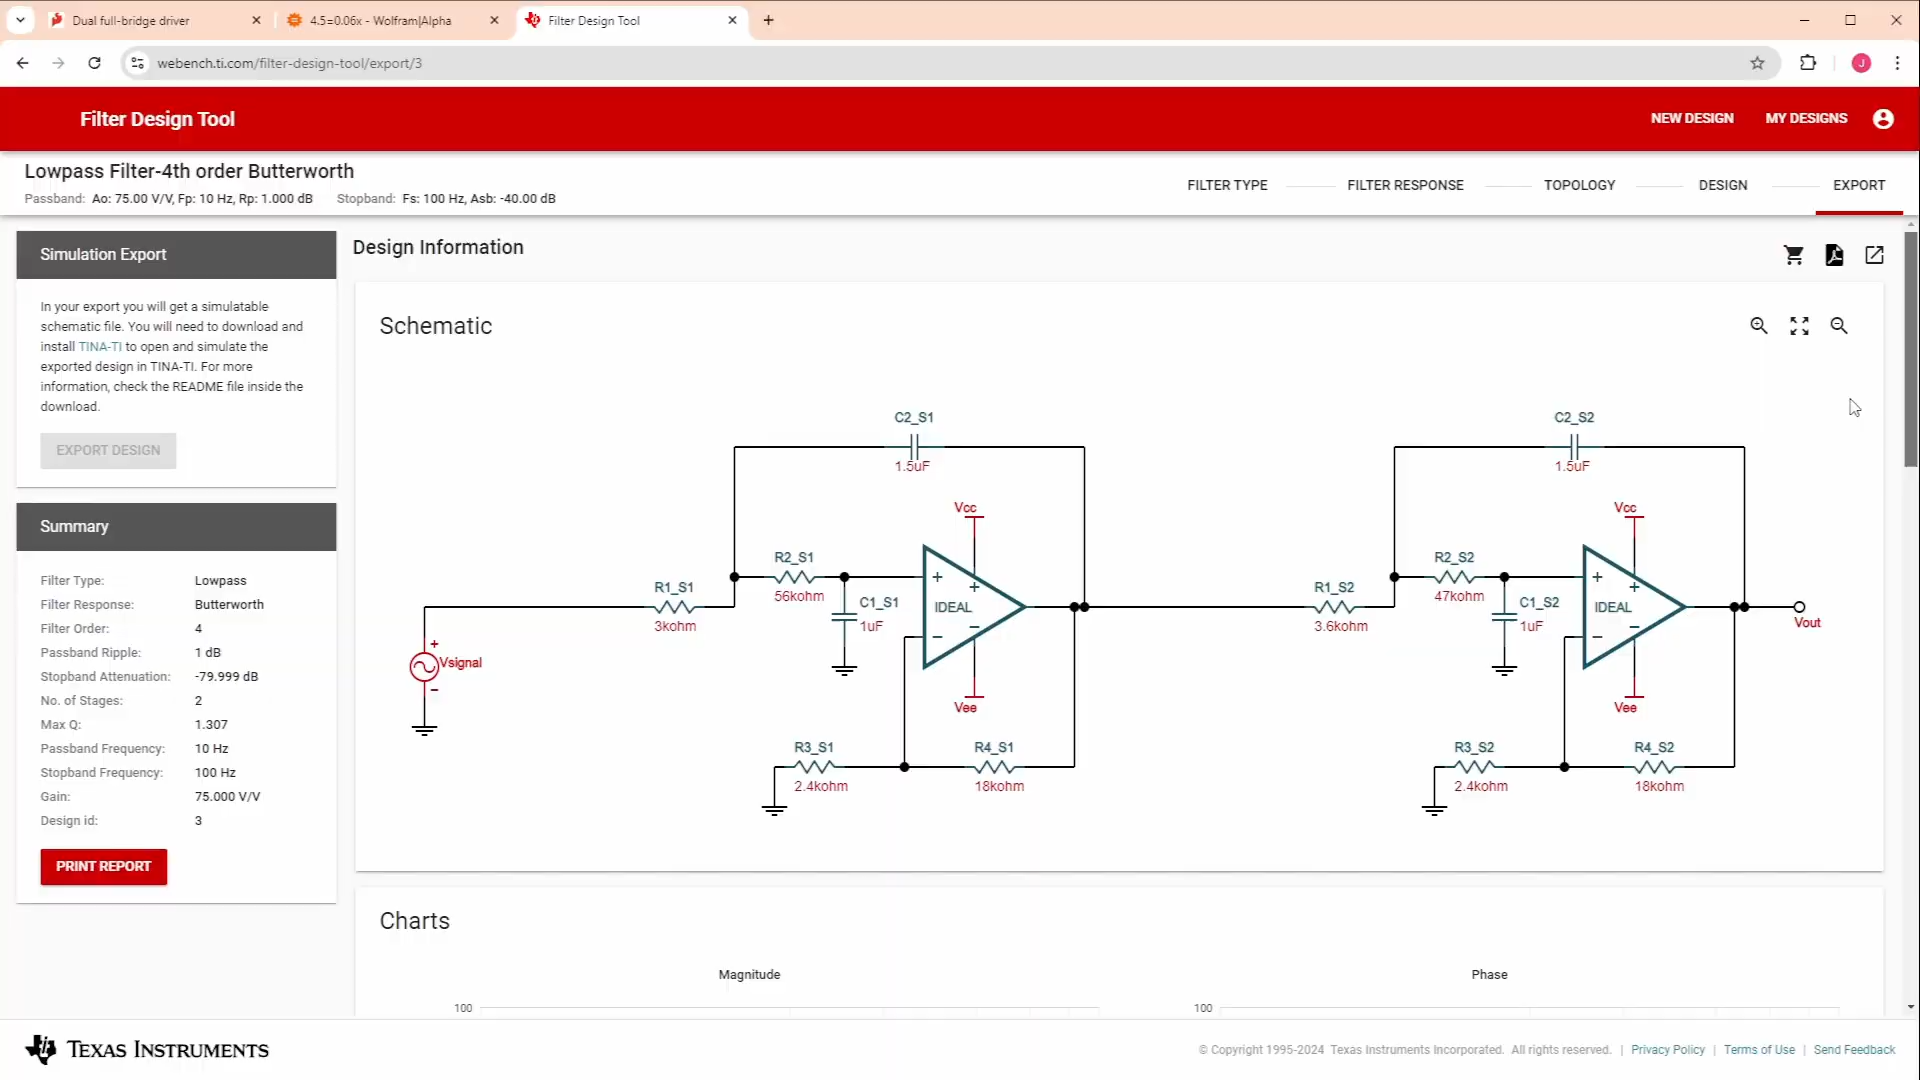 Dual full-bridge driver
4.5=0.06x - Wolfram|Alpha
Filter Design Tool
webench.ti.com/filter-design-tool/export/3
J
Filter Design Tool
NEW DESIGN
MY DESIGNS
Lowpass Filter-4th order Butterworth
Passband: Ao: 75.00 V/V, Fp: 10 Hz, Rp: 1.000 dB Stopband: Fs: 100 Hz, Asb: -40.00 dB
FILTER TYPE
FILTER RESPONSE
TOPOLOGY
DESIGN
EXPORT
Simulation Export
In your export you will get a simulatable
schematic file. You will need to download and
install TINA-TI to open and simulate the
exported design in TINA-TI. For more
information, check the README file inside the
download.
EXPORT DESIGN
Summary
Filter Type: Lowpass
Filter Response: Butterworth
Filter Order: 4
Passband Ripple: 1 dB
Stopband Attenuation: -79.999 dB
No. of Stages: 2
Max Q: 1.307
Passband Frequency: 10 Hz
Stopband Frequency: 100 Hz
Gain: 75.000 V/V
Design id: 3
PRINT REPORT
Design Information
Schematic
C2_S1
1.5uF
Vcc
R2_S1
56kohm
R1_S1
3kohm
C1_S1
1uF
+
+
IDEAL
−
−
+
Vsignal
−
Vee
R3_S1
2.4kohm
R4_S1
18kohm
C2_S2
1.5uF
Vcc
R2_S2
47kohm
R1_S2
3.6kohm
C1_S2
1uF
+
+
IDEAL
−
−
Vout
Vee
R3_S2
2.4kohm
R4_S2
18kohm
Charts
Magnitude
Phase
100
100
TEXAS INSTRUMENTS
© Copyright 1995-2024 Texas Instruments Incorporated. All rights reserved. | Privacy Policy | Terms of Use | Send Feedback